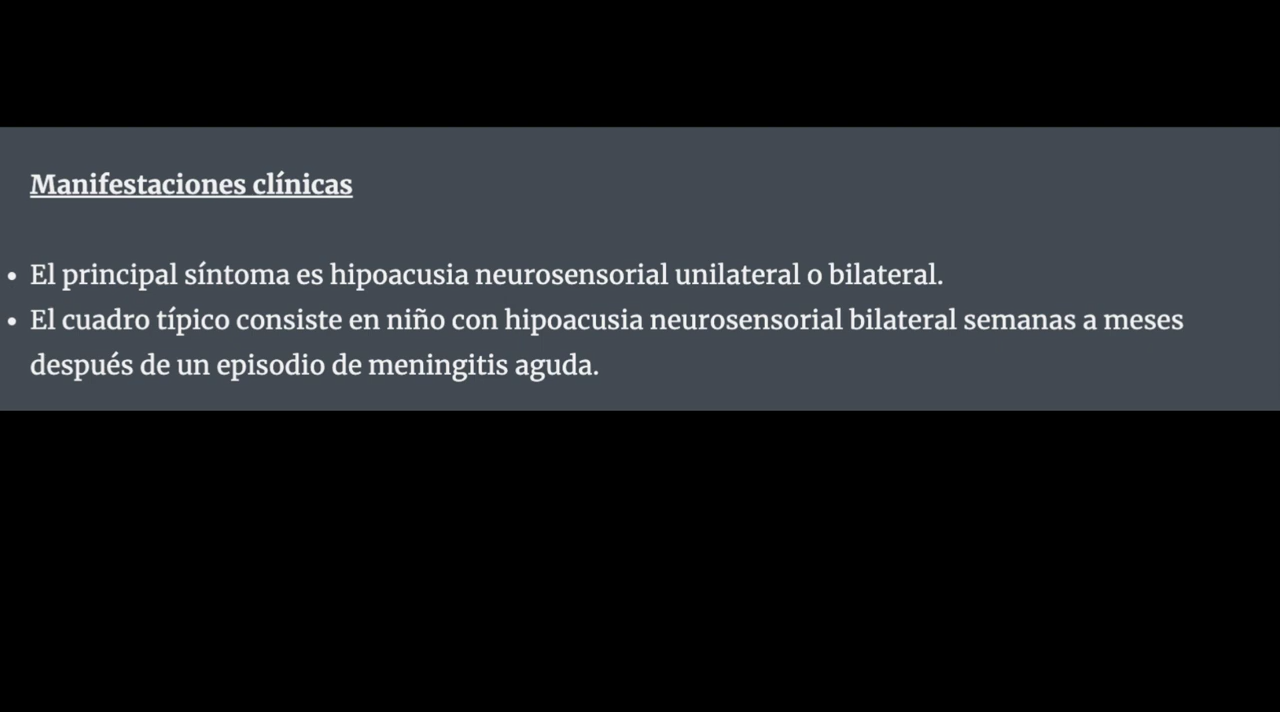 Manifestaciones clínicas
• El principal síntoma es hipoacusia neurosensorial unilateral o bilateral.
• El cuadro típico consiste en niño con hipoacusia neurosensorial bilateral semanas a meses
después de un episodio de meningitis aguda.